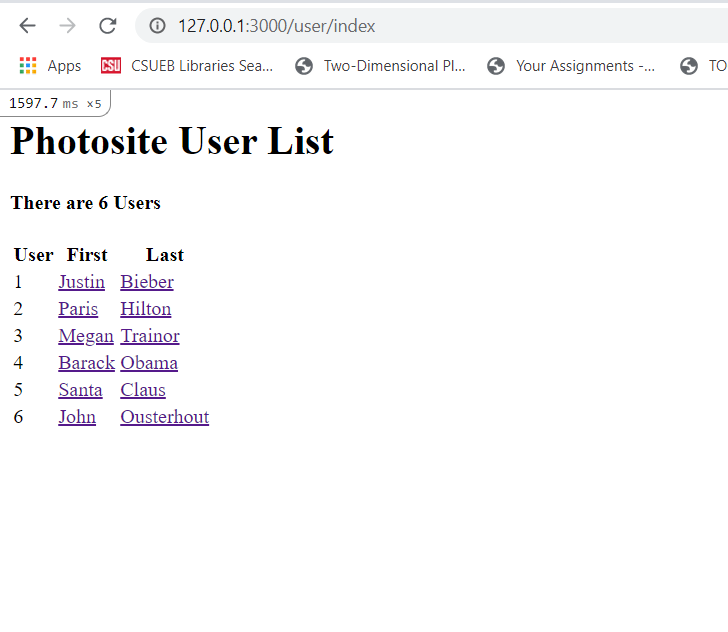 127.0.0.1:3000/user/index
Apps CSU CSUEB Libraries Sea... Two-Dimensional Pl... Your Assignments -... TO
1597.7 ms x5
Photosite User List
There are 6 Users
User First Last
1 Justin Bieber
2 Paris Hilton
3 Megan Trainor
4 Barack Obama
5 Santa Claus
6 John Ousterhout